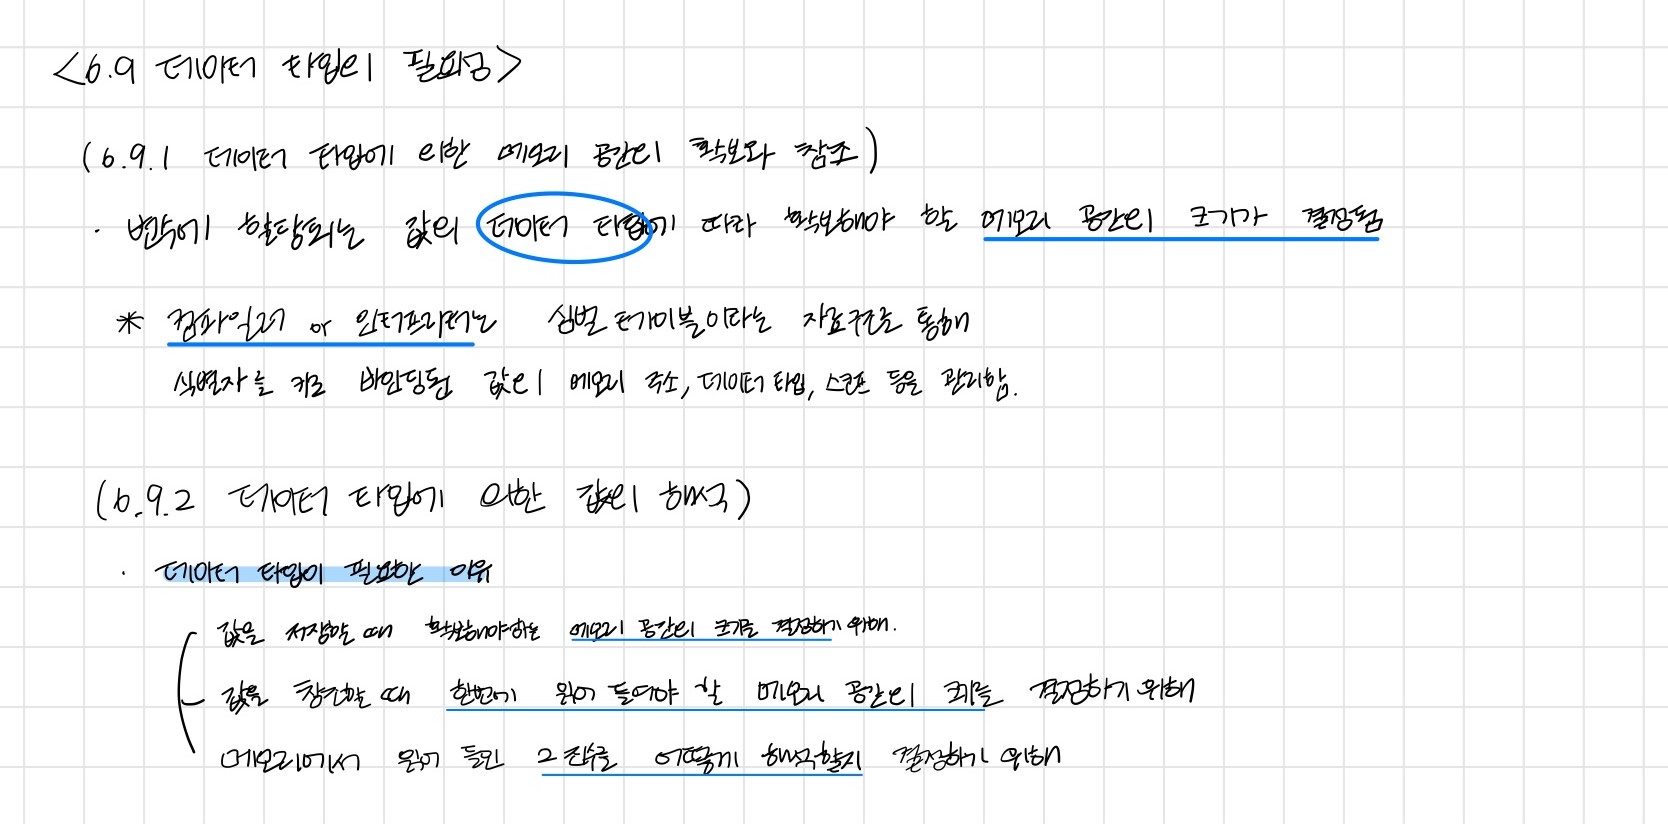 <6.9 데이터 타입의 필요성>
(6.9.1 데이터 타입에 의한 메모리 공간의 확보와 참조)
· 변수에 할당되는 값의 데이터 타입에 따라 확보해야 할 메모리 공간의 크기가 결정됨
* 컴파일러 or 인터프리터는 심벌 테이블이라는 자료구조를 통해
식별자를 키로 바인딩된 값의 메모리 주소, 데이터 타입, 스코프 등을 관리함.
(6.9.2 데이터 타입에 의한 값의 해석)
· 데이터 타입이 필요한 이유
값을 저장할 때 확보해야하는 메모리 공간의 크기를 결정하기 위해.
값을 참조할 때 한번에 읽어 들여야 할 메모리 공간의 크기를 결정하기 위해
메모리에서 읽어 들인 2진수를 어떻게 해석할지 결정하기 위해